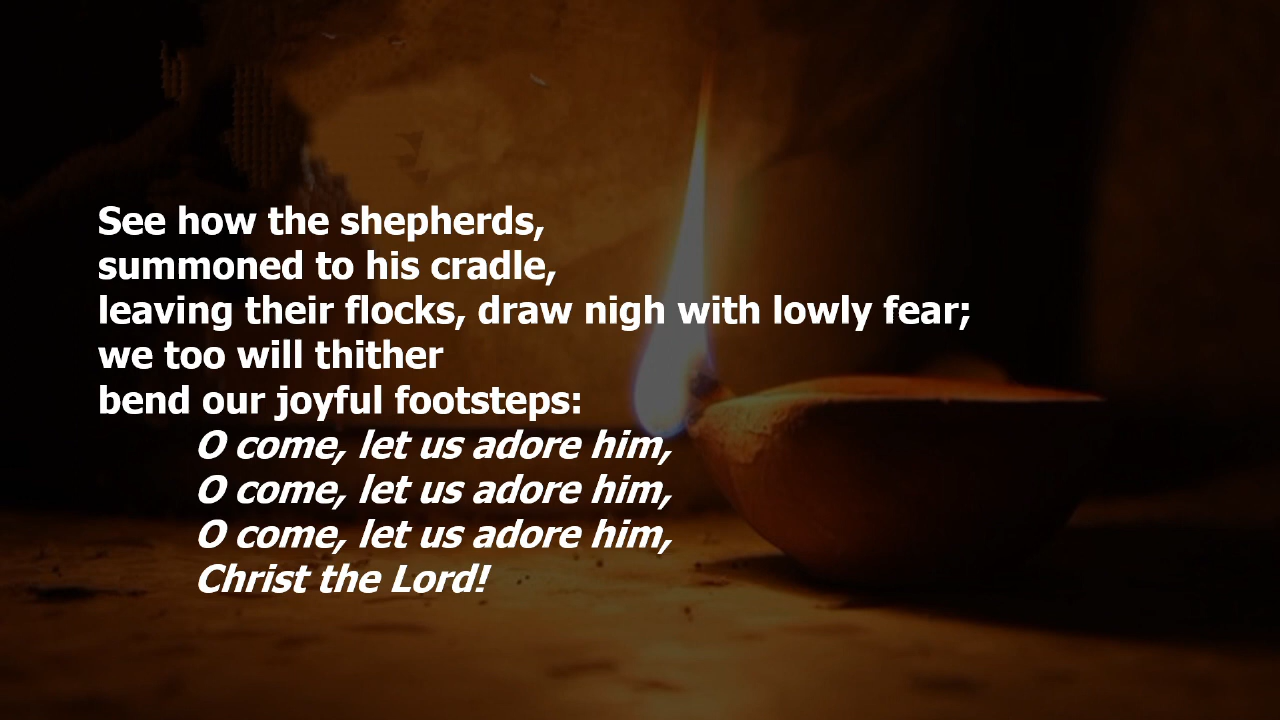 See how the shepherds,
summoned to his cradle,
leaving their flocks, draw nigh with lowly fear;
we too will thither
bend our joyful footsteps:
O come, let us adore him,
O come, let us adore him,
O come, let us adore him,
Christ the Lord!